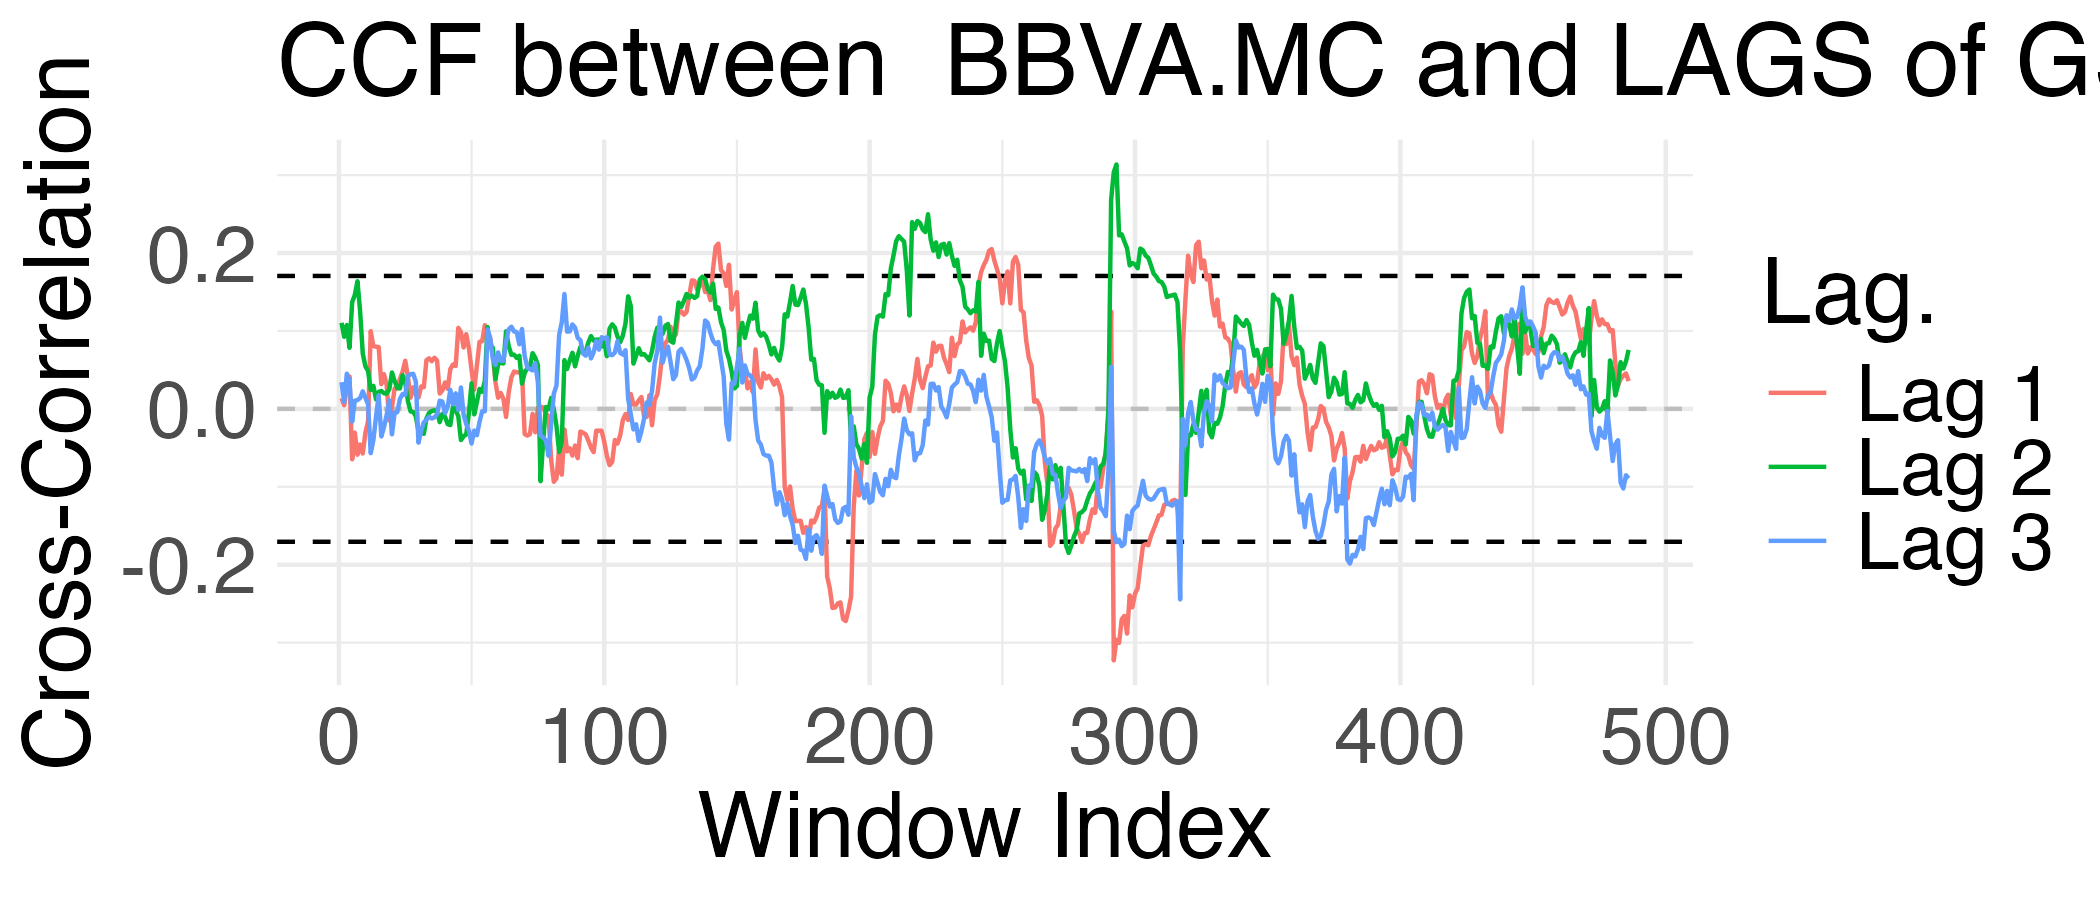 CCF between BBVA.MC and LAGS of
Cross-Correlation
0.2
0.0
-0.2
0 100 200 300 400 500
Window Index
Lag.
Lag 1
Lag 2
Lag 3